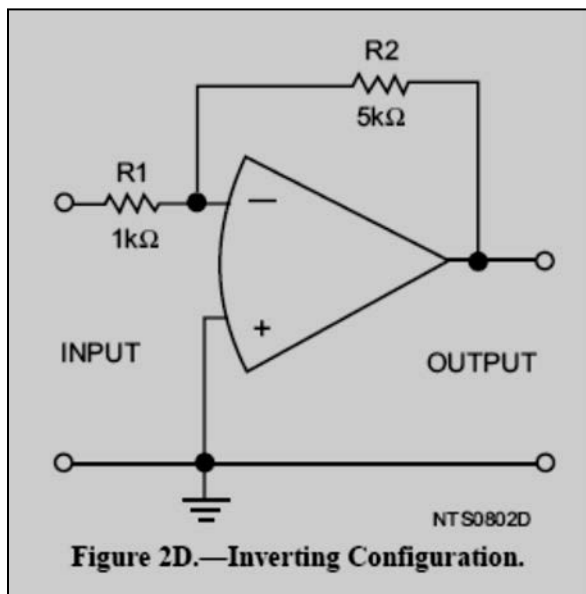 R2
5kΩ
R1
1kΩ
−
+
INPUT
OUTPUT
NTS0802D
Figure 2D.—Inverting Configuration.